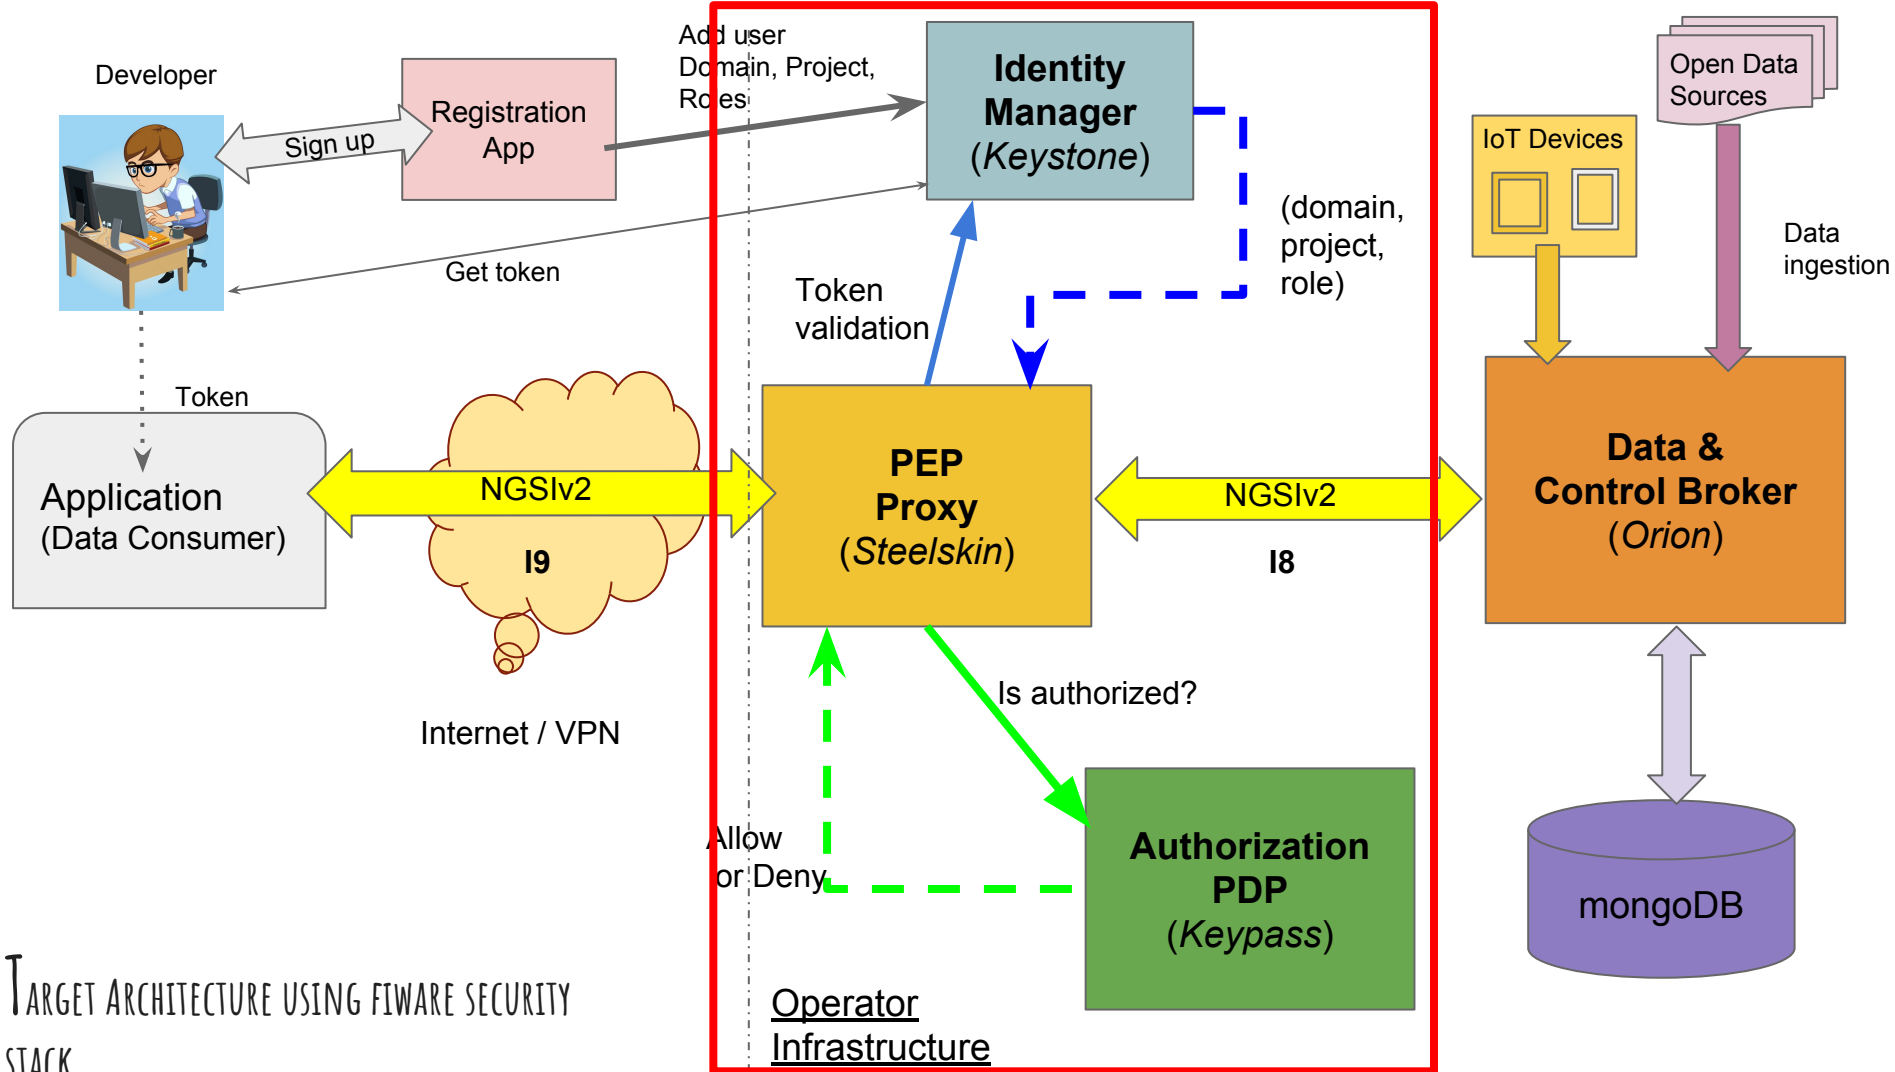 Developer
Sign up
Registration
App
Add user
Domain, Project,
Roles
Identity
Manager
(Keystone)
Open Data
Sources
IoT Devices
(domain,
project,
role)
Data
ingestion
Get token
Token
validation
Token
Application
(Data Consumer)
NGSIv2
I9
Internet / VPN
PEP
Proxy
(Steelskin)
NGSIv2
I8
Data &
Control Broker
(Orion)
Is authorized?
Allow
or Deny
Authorization
PDP
(Keypass)
mongoDB
Operator
Infrastructure
Target Architecture using fiware security
stack